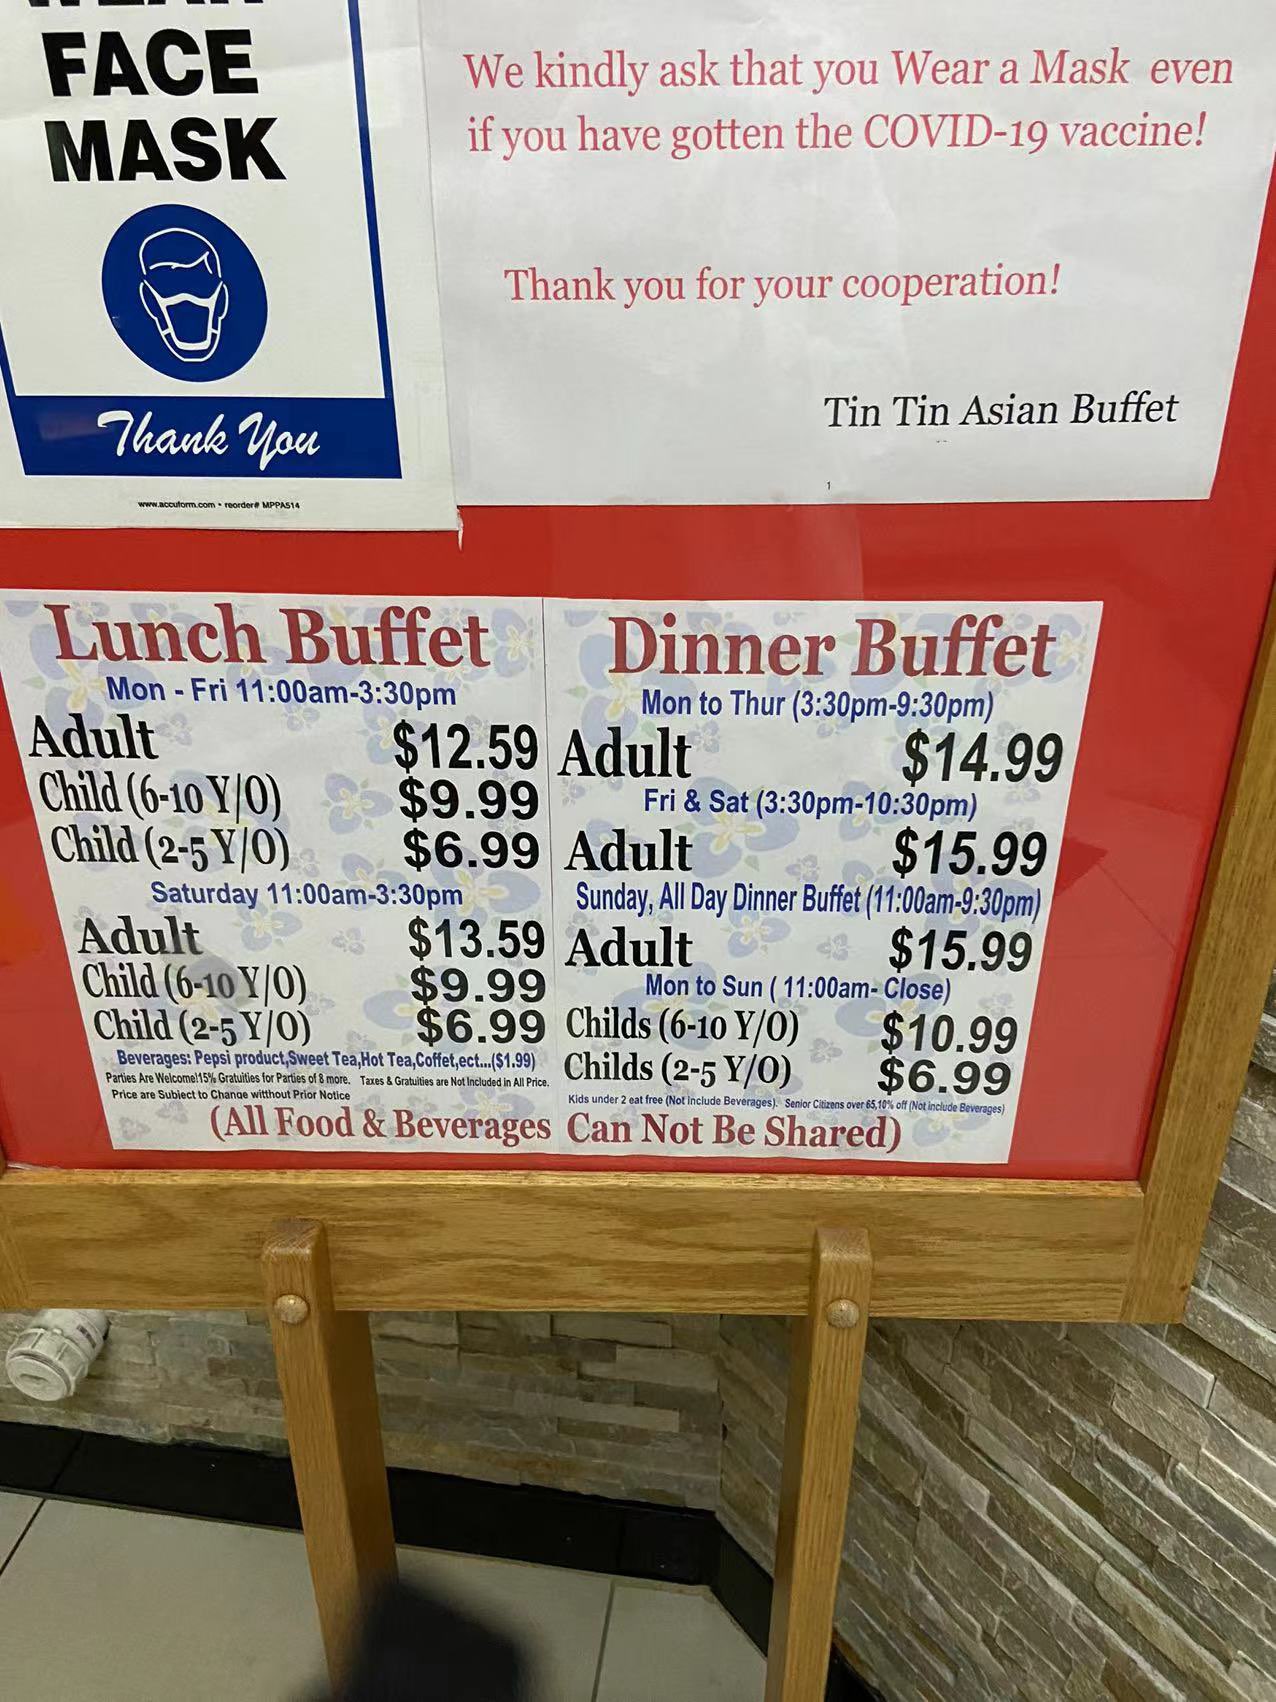 FACE
MASK
Thank You
www.accuform.com • reorder# MPPA514
We kindly ask that you Wear a Mask even
if you have gotten the COVID-19 vaccine!
Thank you for your cooperation!
Tin Tin Asian Buffet
1
Lunch Buffet
Mon - Fri 11:00am-3:30pm
Adult $12.59
Child (6-10 Y/O) $9.99
Child (2-5 Y/O) $6.99
Saturday 11:00am-3:30pm
Adult $13.59
Child (6-10 Y/O) $9.99
Child (2-5 Y/O) $6.99
Beverages: Pepsi product,Sweet Tea,Hot Tea,Coffet,ect...($1.99)
Parties Are Welcome!15% Gratuities for Parties of 8 more. Taxes & Gratuities are Not Included in All Price.
Price are Subject to Change witthout Prior Notice
Dinner Buffet
Mon to Thur (3:30pm-9:30pm)
Adult $14.99
Fri & Sat (3:30pm-10:30pm)
Adult $15.99
Sunday, All Day Dinner Buffet (11:00am-9:30pm)
Adult $15.99
Mon to Sun ( 11:00am- Close)
Childs (6-10 Y/O) $10.99
Childs (2-5 Y/O) $6.99
Kids under 2 eat free (Not Include Beverages). Senior Citizens over 65,10% off (Not include Beverages)
(All Food & Beverages Can Not Be Shared)